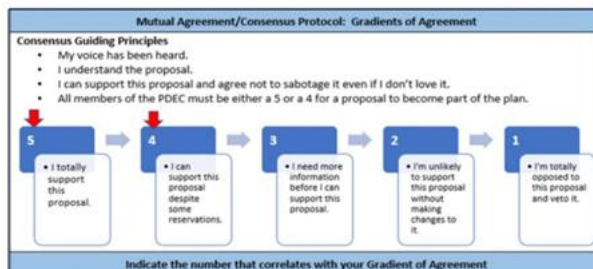 Mutual Agreement/Consensus Protocol: Gradients of Agreement
Consensus Guiding Principles
• My voice has been heard.
• I understand the proposal.
• I can support this proposal and agree not to sabotage it even if I don't love it.
• All members of the PDEC must be either a 5 or a 4 for a proposal to become part of the plan.
5
• I totally
support
this
proposal.
4
• I can
support this
proposal
despite
some
reservations.
3
• I need more
information
before I can
support this
proposal.
2
• I'm unlikely
to support
this proposal
without
making
changes to
it.
1
• I'm totally
opposed to
this proposal
and veto it.
Indicate the number that correlates with your Gradient of Agreement